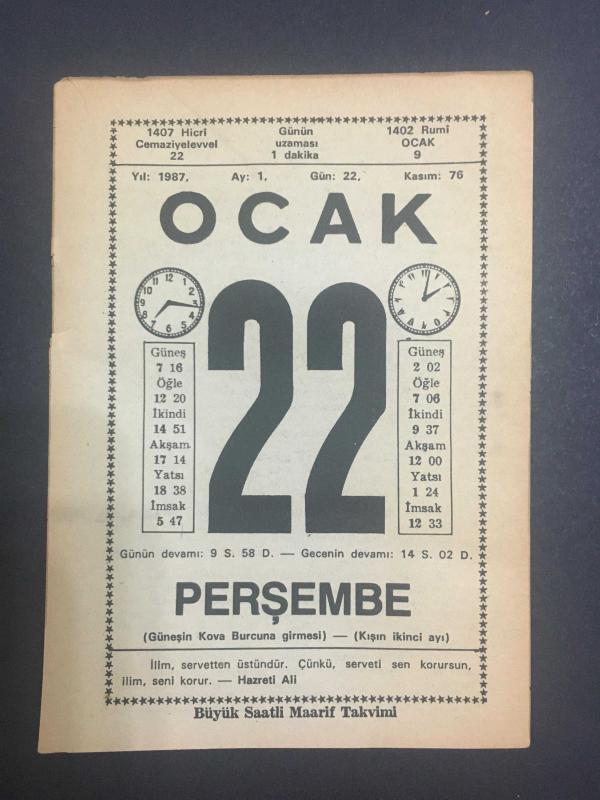 1407 Hicrî Günün 1402 Rumî
Cemaziyelevvel uzaması OCAK
22 1 dakika 9
Yıl: 1987, Ay: 1, Gün: 22, Kasım: 76
OCAK
22
Güneş
7 16
Öğle
12 20
İkindi
14 51
Akşam
17 14
Yatsı
18 38
İmsak
5 47
Güneş
2 02
Öğle
7 06
İkindi
9 37
Akşam
12 00
Yatsı
1 24
İmsak
12 33
Günün devamı: 9 S. 58 D. — Gecenin devamı: 14 S. 02 D.
PERŞEMBE
(Güneşin Kova Burcuna girmesi) — (Kışın ikinci ayı)
İlim, servetten üstündür. Çünkü, serveti sen korursun,
ilim, seni korur. — Hazreti Ali
Büyük Saatli Maarif Takvimi